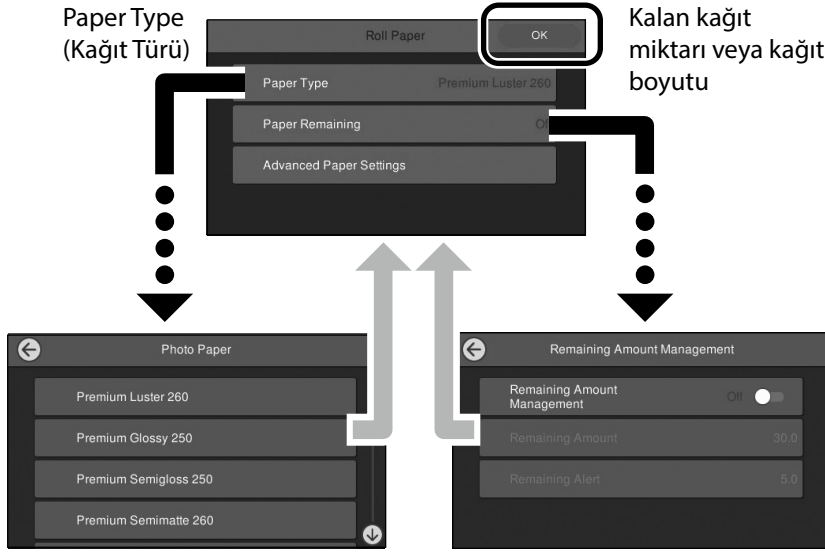 Paper Type
(Kağıt Türü)
Kalan kağıt
miktarı veya kağıt
boyutu
Roll Paper
OK
Paper Type Premium Luster 260
Paper Remaining
Advanced Paper Settings
Photo Paper
Premium Luster 260
Premium Glossy 250
Premium Semigloss 250
Premium Semimatte 260
Remaining Amount Management
Remaining Amount
Management
Off
Remaining Amount 30.0
Remaining Alert 5.0